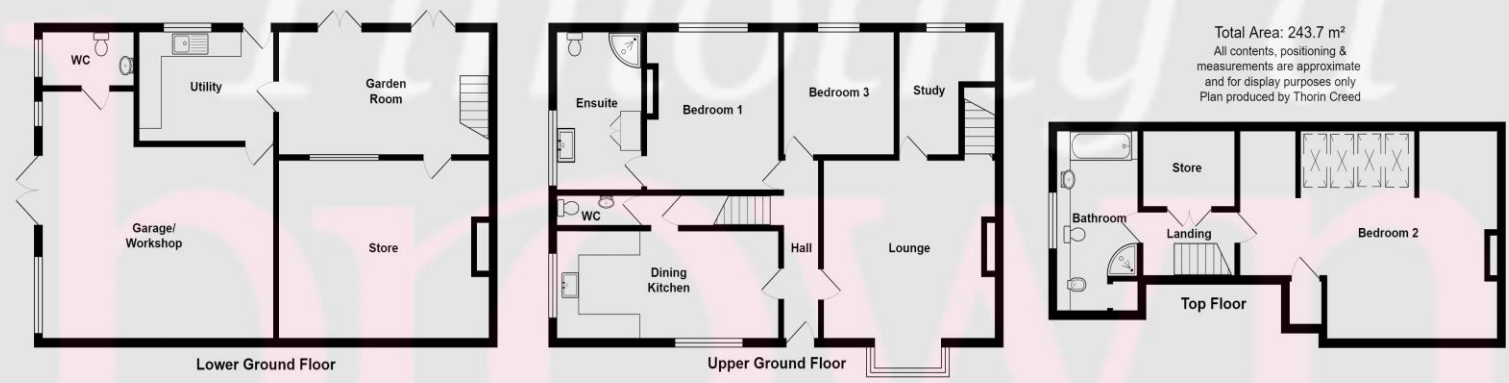 WC
Utility
Garden
Room
Garage/
Workshop
Store
Lower Ground Floor
Ensuite
Bedroom 1
Bedroom 3
Study
WC
Dining
Kitchen
Hall
Lounge
Upper Ground Floor
Total Area: 243.7 m²
All contents, positioning &
measurements are approximate
and for display purposes only
Plan produced by Thorin Creed
Store
Bathroom
Landing
Bedroom 2
Top Floor
brown